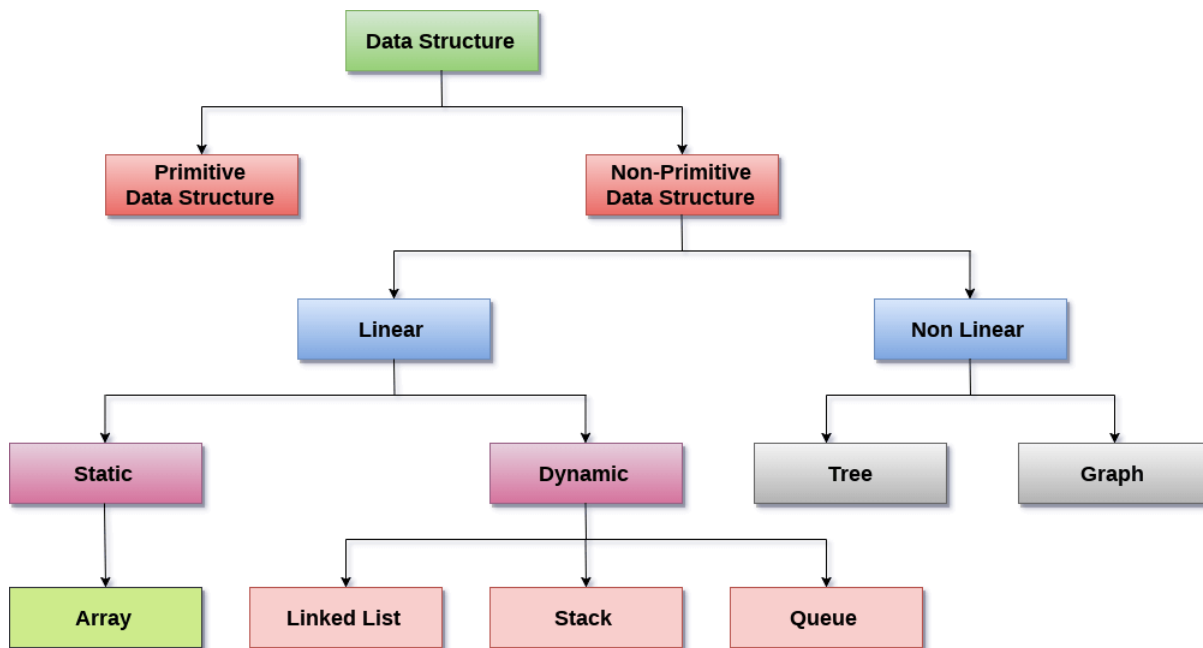 Data Structure
Primitive
Data Structure
Non-Primitive
Data Structure
Linear
Non Linear
Static
Dynamic
Tree
Graph
Array
Linked List
Stack
Queue